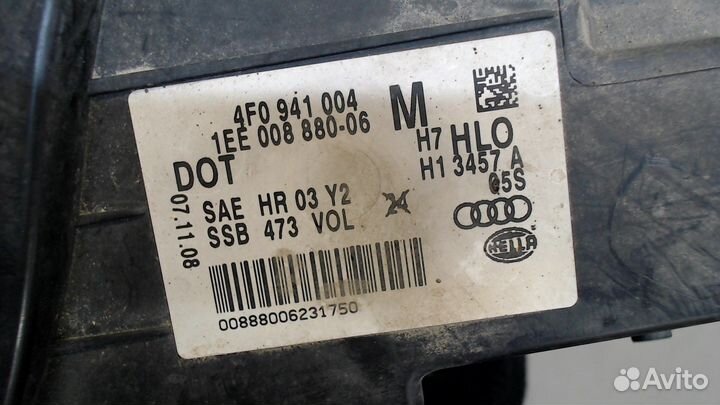 4F0 941 004
1EE 008 880-06
M
H7 HLO
H1 3457 A
05S
DOT
SAE HR 03 Y2
SSB 473 VOL
24
07.11.08
HELLA
00888006231750
Avito